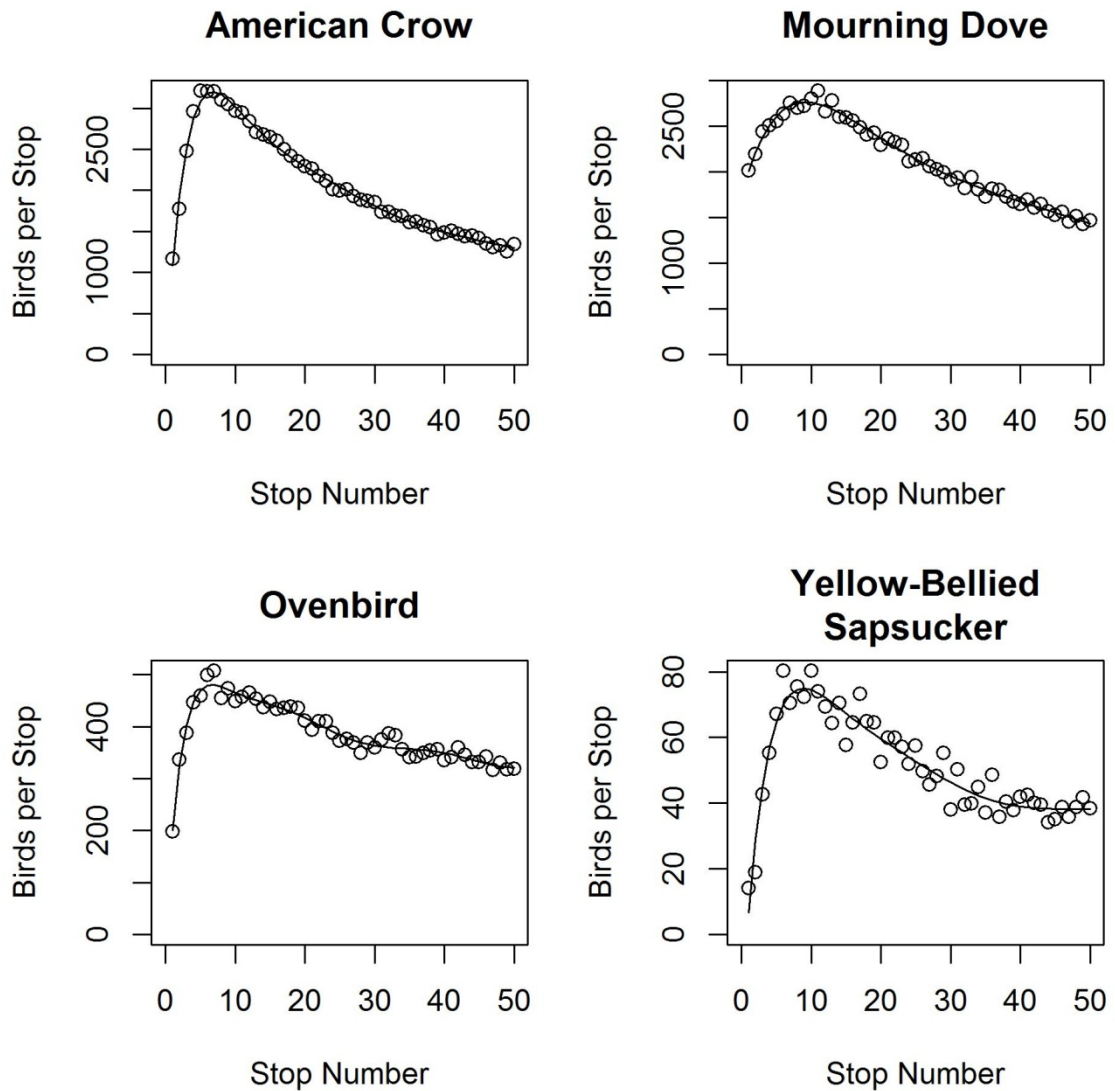 American Crow
Birds per Stop
0 1000 2500
0 10 20 30 40 50
Stop Number
Mourning Dove
Birds per Stop
0 1000 2500
0 10 20 30 40 50
Stop Number
Ovenbird
Birds per Stop
0 200 400
0 10 20 30 40 50
Stop Number
Yellow-Bellied
Sapsucker
Birds per Stop
0 20 40 60 80
0 10 20 30 40 50
Stop Number